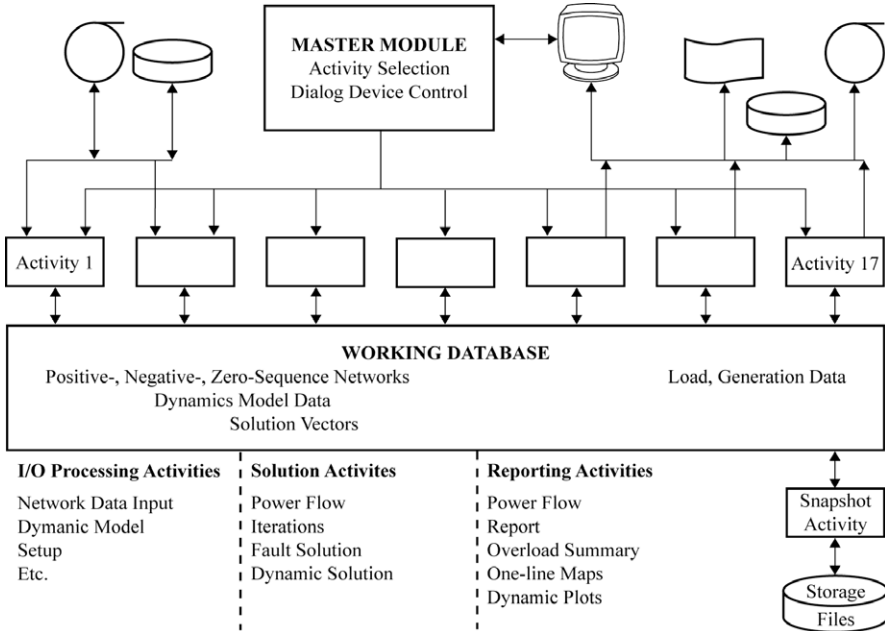 MASTER MODULE
Activity Selection
Dialog Device Control
Activity 1
Activity 17
WORKING DATABASE
Positive-, Negative-, Zero-Sequence Networks
Load, Generation Data
Dynamics Model Data
Solution Vectors
I/O Processing Activities
Network Data Input
Dymanic Model
Setup
Etc.
Solution Activites
Power Flow
Iterations
Fault Solution
Dynamic Solution
Reporting Activities
Power Flow
Report
Overload Summary
One-line Maps
Dynamic Plots
Snapshot
Activity
Storage
Files